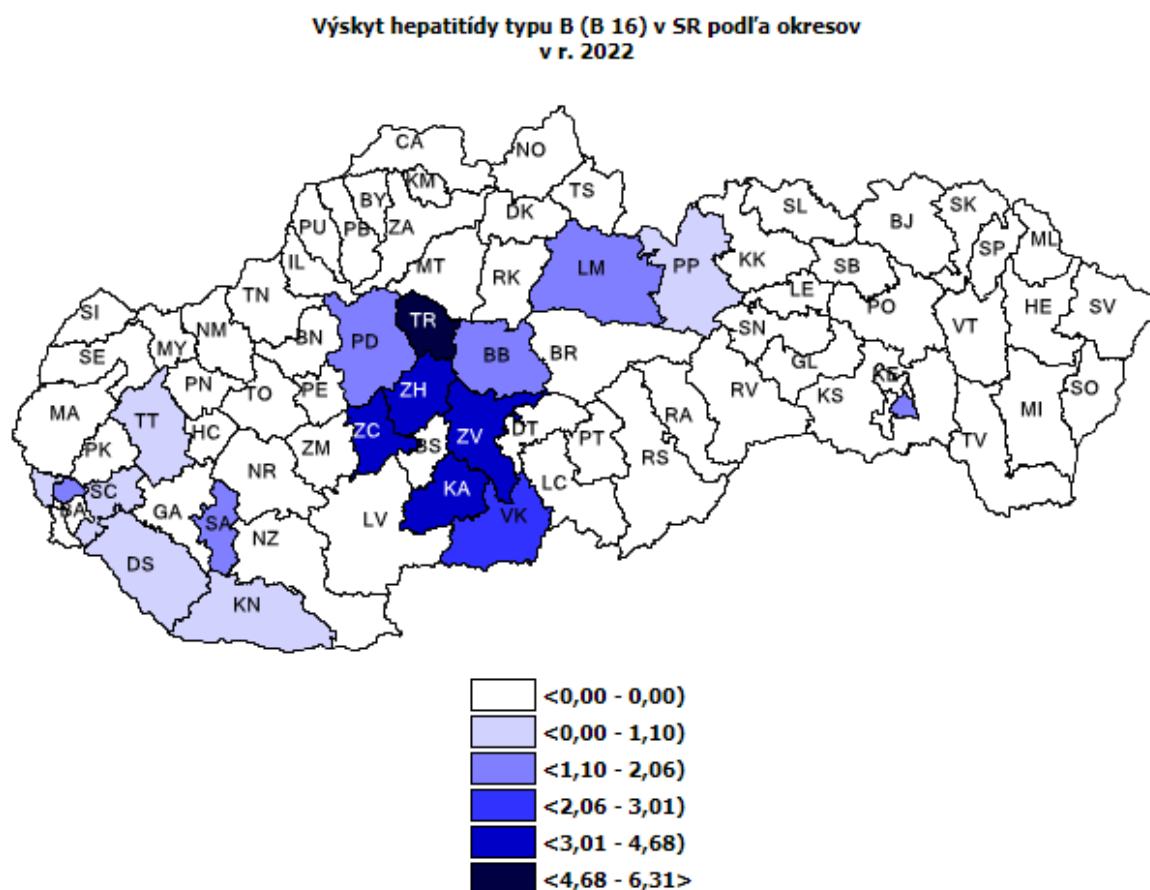 Výskyt hepatitídy typu B (B 16) v SR podľa okresov
v r. 2022
CA
NO
KM
TS
BY
SL
SK
PU
PB
ZA
DK
BJ
ML
SP
IL
MT
RK
LM
PP
KK
SB
TN
LE
PO
HE
SV
SI
NM
TR
SN
VT
MY
BN
PD
BB
BR
SE
GL
KE
PN
TO
PE
ZH
RV
KS
SO
MA
TT
HC
ZC
ZV
DT
PT
RA
MI
PK
ZM
BS
RS
TV
NR
SC
KA
LC
BA
GA
SA
LV
VK
NZ
DS
KN
<0,00 - 0,00)
<0,00 - 1,10)
<1,10 - 2,06)
<2,06 - 3,01)
<3,01 - 4,68)
<4,68 - 6,31>